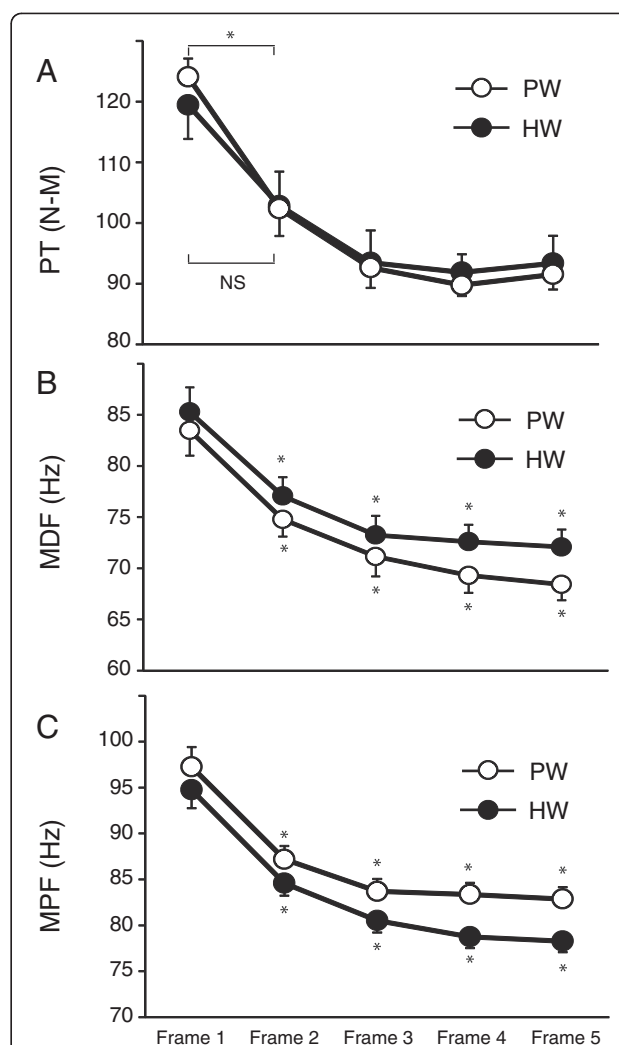 *
A
PW
HW
120
110
100
90
80
PT (N-M)
NS
B
PW
HW
85
80
75
70
65
60
MDF (Hz)
* * * *
* * * *
C
PW
HW
100
95
90
85
80
75
70
MPF (Hz)
* * * *
* * * *
Frame 1 Frame 2 Frame 3 Frame 4 Frame 5